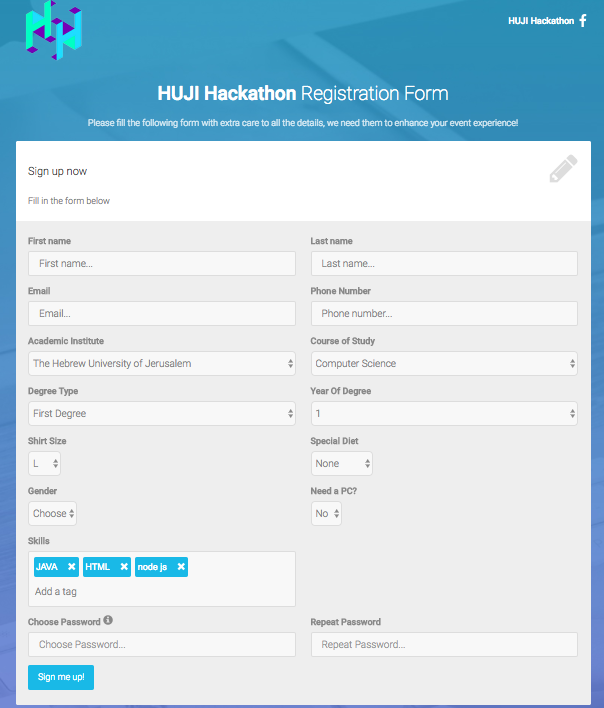 HUJI Hackathon
HUJI Hackathon Registration Form
Please fill the following form with extra care to all the details, we need them to enhance your event experience!
Sign up now
Fill in the form below
First name
Last name
First name...
Last name...
Email
Phone Number
Email...
Phone number...
Academic Institute
Course of Study
The Hebrew University of Jerusalem
Computer Science
Degree Type
Year Of Degree
First Degree
1
Shirt Size
Special Diet
L
None
Gender
Need a PC?
Choose
No
Skills
JAVA
HTML
node js
Add a tag
Choose Password
Repeat Password
Choose Password...
Repeat Password...
Sign me up!